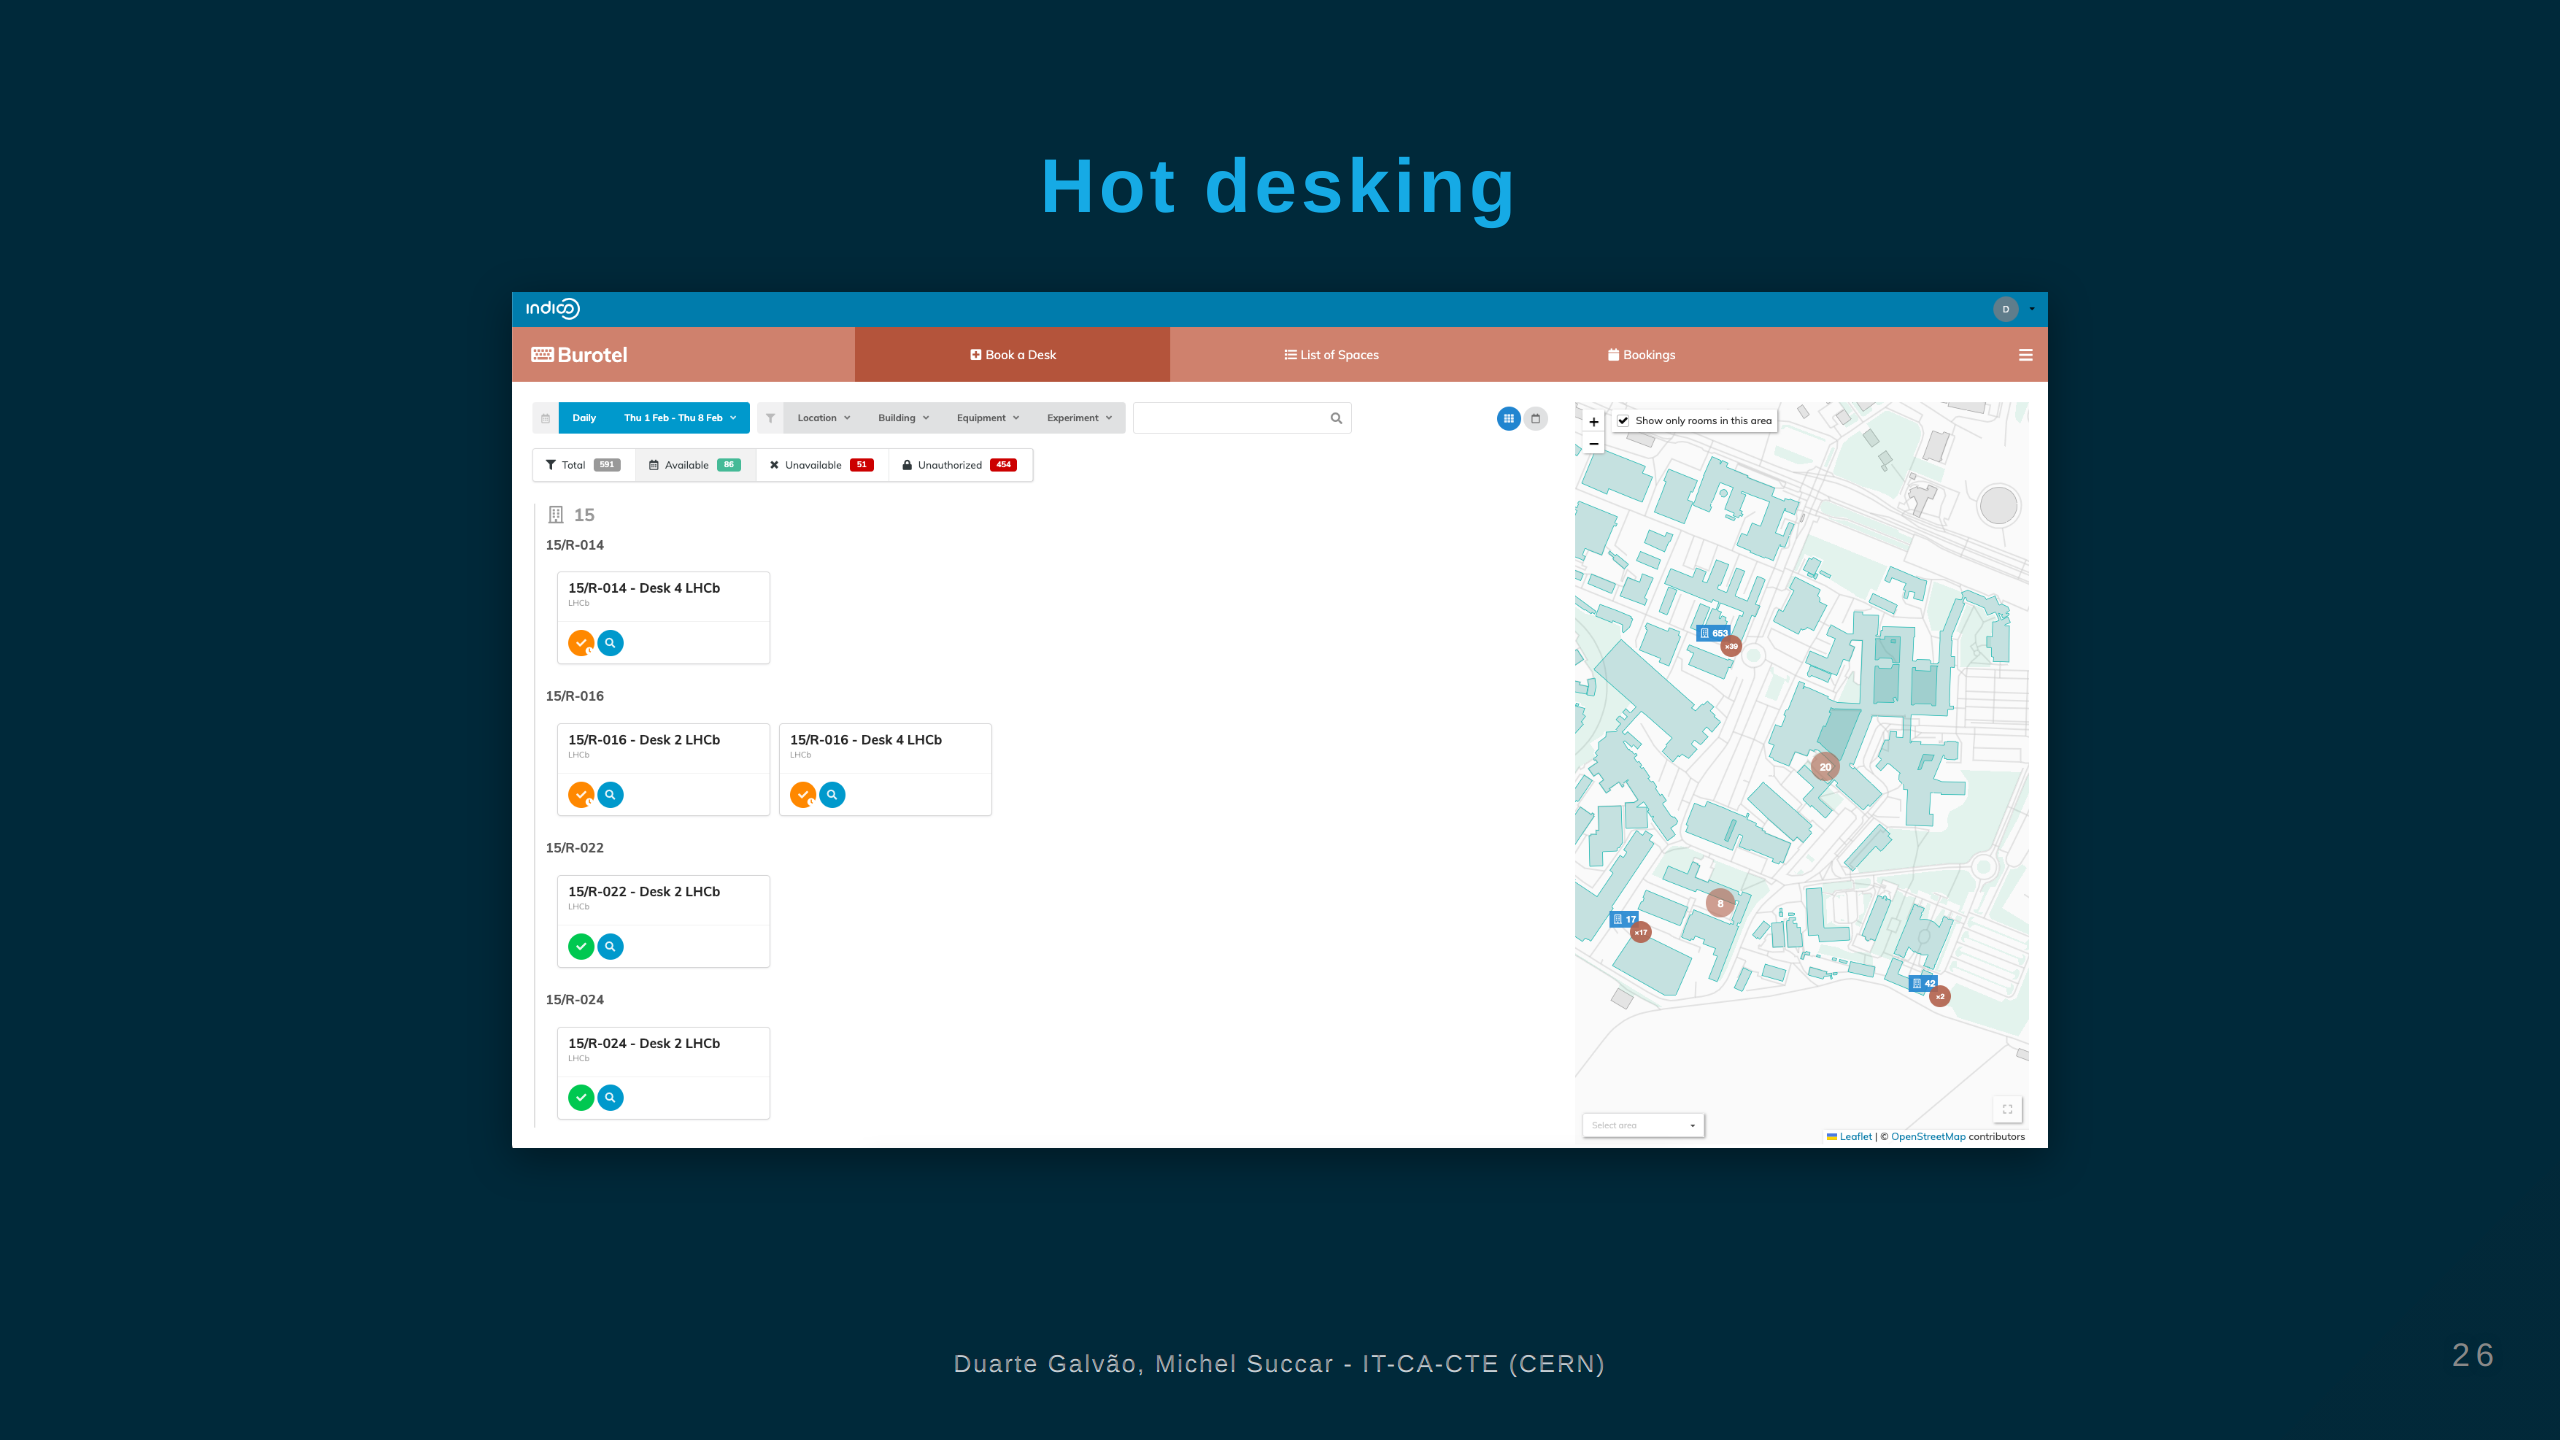 Hot desking
indico
D
Burotel
Book a Desk
List of Spaces
Bookings
Daily
Thu 1 Feb - Thu 8 Feb
Location
Building
Equipment
Experiment
Total 591
Available 86
Unavailable 51
Unauthorized 454
15
15/R-014
15/R-014 - Desk 4 LHCb
LHCb
15/R-016
15/R-016 - Desk 2 LHCb
LHCb
15/R-016 - Desk 4 LHCb
LHCb
15/R-022
15/R-022 - Desk 2 LHCb
LHCb
15/R-024
15/R-024 - Desk 2 LHCb
LHCb
+
−
Show only rooms in this area
653
×39
20
8
17
×17
42
×2
Select area
Leaflet | © OpenStreetMap contributors
Duarte Galvão, Michel Succar - IT-CA-CTE (CERN)
26